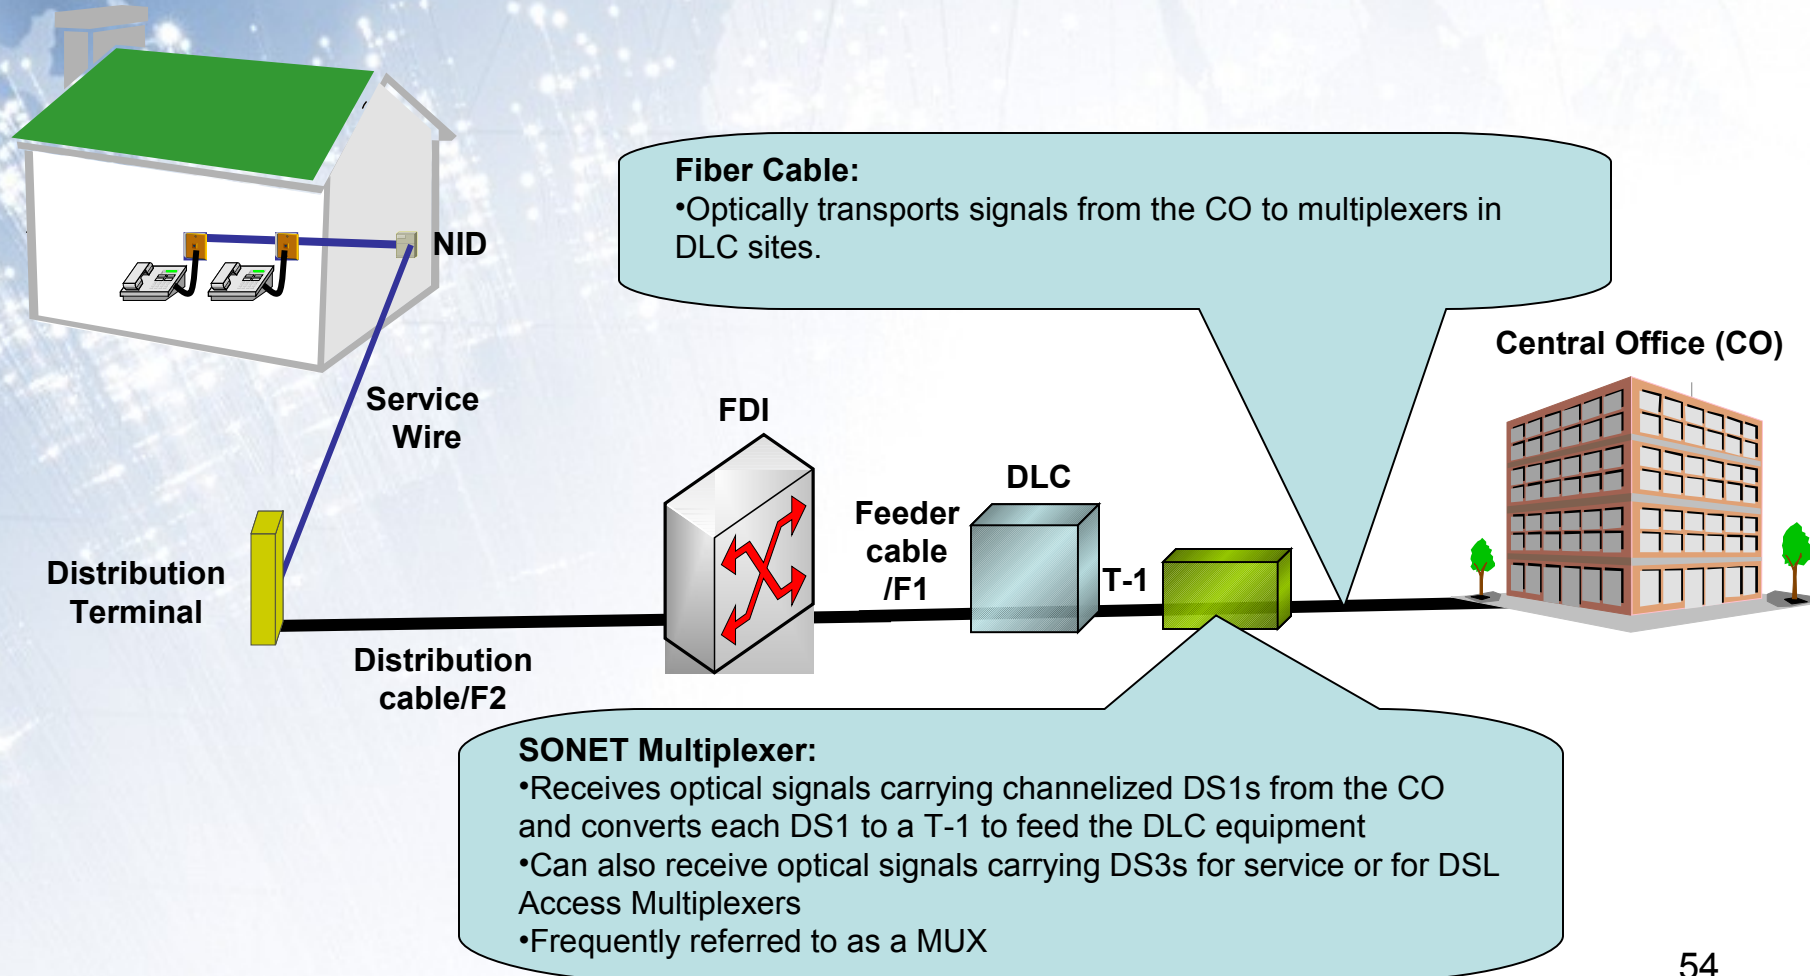 Fiber Cable:
•Optically transports signals from the CO to multiplexers in
DLC sites.
NID
Central Office (CO)
Service
Wire
FDI
DLC
Feeder
cable
/F1
T-1
Distribution
Terminal
Distribution
cable/F2
SONET Multiplexer:
•Receives optical signals carrying channelized DS1s from the CO
and converts each DS1 to a T-1 to feed the DLC equipment
•Can also receive optical signals carrying DS3s for service or for DSL
Access Multiplexers
•Frequently referred to as a MUX
54